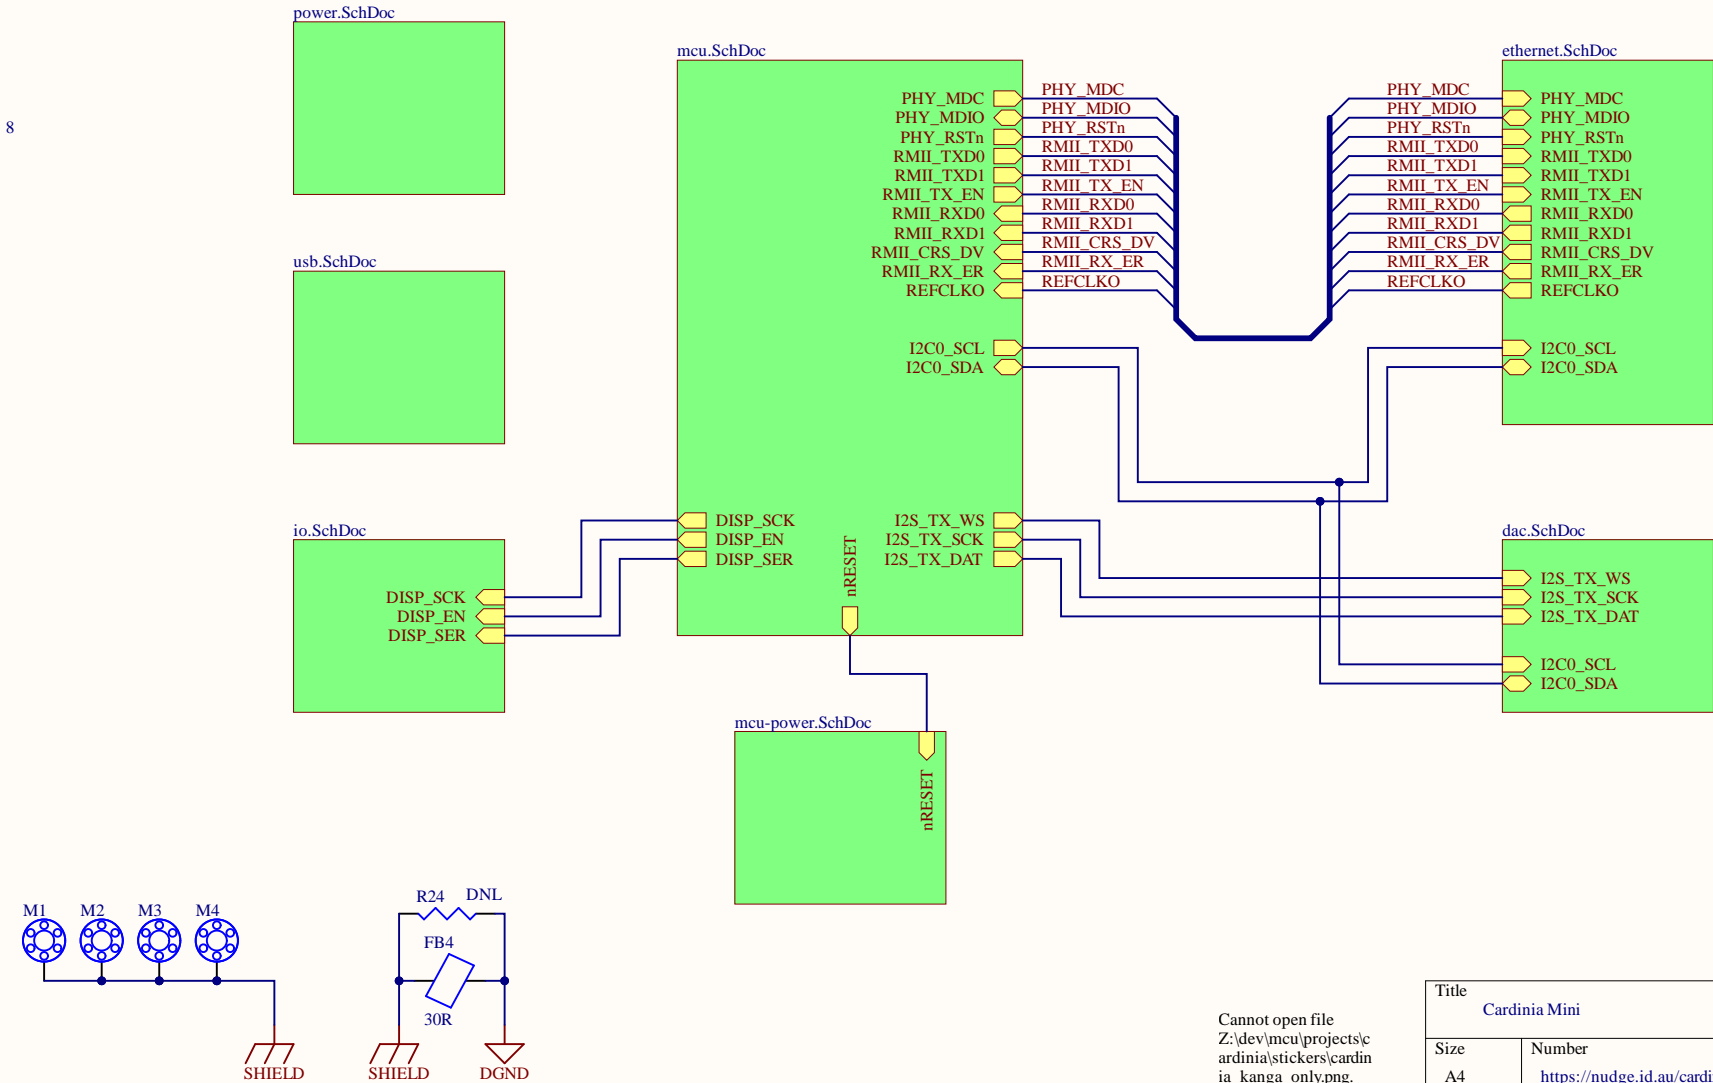 power.SchDoc
8
usb.SchDoc
io.SchDoc
DISP_SCK
DISP_EN
DISP_SER
mcu.SchDoc
PHY_MDC
PHY_MDIO
PHY_RSTn
RMII_TXD0
RMII_TXD1
RMII_TX_EN
RMII_RXD0
RMII_RXD1
RMII_CRS_DV
RMII_RX_ER
REFCLKO
I2C0_SCL
I2C0_SDA
DISP_SCK
DISP_EN
DISP_SER
I2S_TX_WS
I2S_TX_SCK
I2S_TX_DAT
nRESET
PHY_MDC
PHY_MDIO
PHY_RSTn
RMII_TXD0
RMII_TXD1
RMII_TX_EN
RMII_RXD0
RMII_RXD1
RMII_CRS_DV
RMII_RX_ER
REFCLKO
PHY_MDC
PHY_MDIO
PHY_RSTn
RMII_TXD0
RMII_TXD1
RMII_TX_EN
RMII_RXD0
RMII_RXD1
RMII_CRS_DV
RMII_RX_ER
REFCLKO
ethernet.SchDoc
PHY_MDC
PHY_MDIO
PHY_RSTn
RMII_TXD0
RMII_TXD1
RMII_TX_EN
RMII_RXD0
RMII_RXD1
RMII_CRS_DV
RMII_RX_ER
REFCLKO
I2C0_SCL
I2C0_SDA
dac.SchDoc
I2S_TX_WS
I2S_TX_SCK
I2S_TX_DAT
I2C0_SCL
I2C0_SDA
mcu-power.SchDoc
nRESET
M1
M2
M3
M4
SHIELD
R24
DNL
FB4
30R
SHIELD
DGND
Cannot open file
Z:\dev\mcu\projects\c
ardinia\stickers\cardin
ia_kanga_only.png.
Title
Cardinia Mini
Size
A4
Number
https://nudge.id.au/cardi